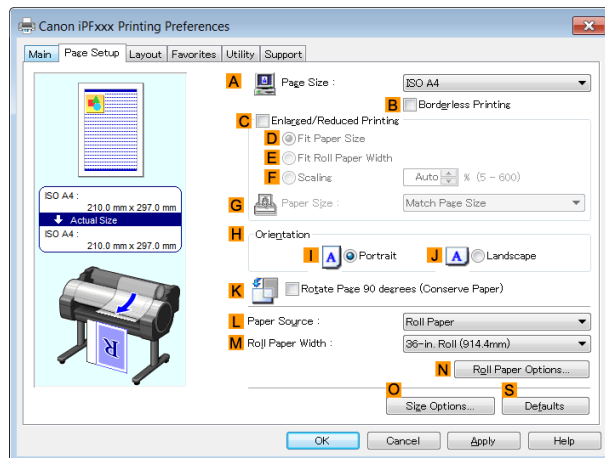 Canon iPFxxx Printing Preferences
Main Page Setup Layout Favorites Utility Support
A Page Size : ISO A4
B Borderless Printing
C Enlarged/Reduced Printing
D Fit Paper Size
E Fit Roll Paper Width
F Scaling Auto % (5 - 600)
G Paper Size : Match Page Size
ISO A4 :
210.0 mm x 297.0 mm
Actual Size
ISO A4 :
210.0 mm x 297.0 mm
H Orientation
I A Portrait J A Landscape
K Rotate Page 90 degrees (Conserve Paper)
L Paper Source : Roll Paper
M Roll Paper Width : 36-in. Roll (914.4mm)
R
N Roll Paper Options...
O S
Size Options... Defaults
OK Cancel Apply Help